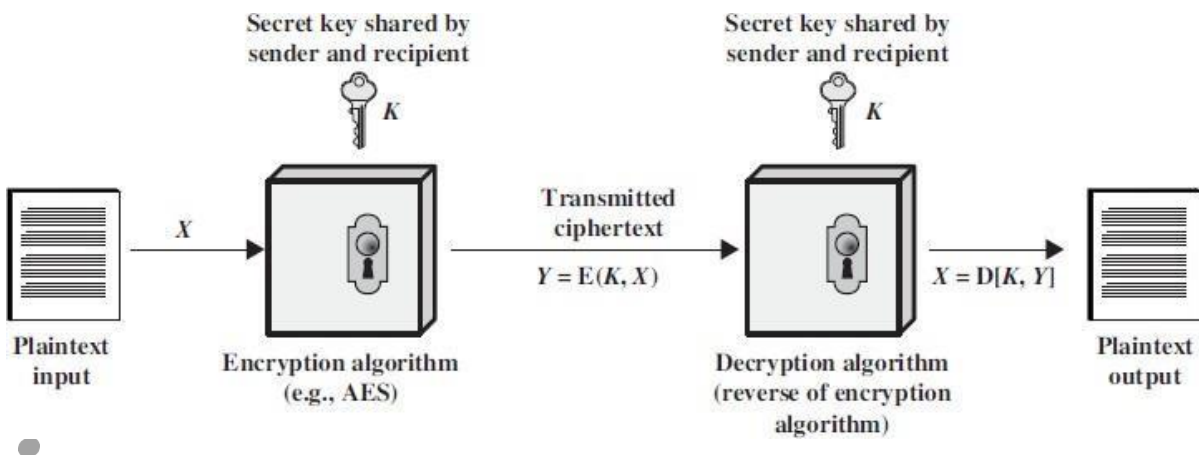 Secret key shared by
sender and recipient
K
Secret key shared by
sender and recipient
K
X
Transmitted
ciphertext
Y = E(K, X)
X = D[K, Y]
Plaintext
input
Encryption algorithm
(e.g., AES)
Decryption algorithm
(reverse of encryption
algorithm)
Plaintext
output